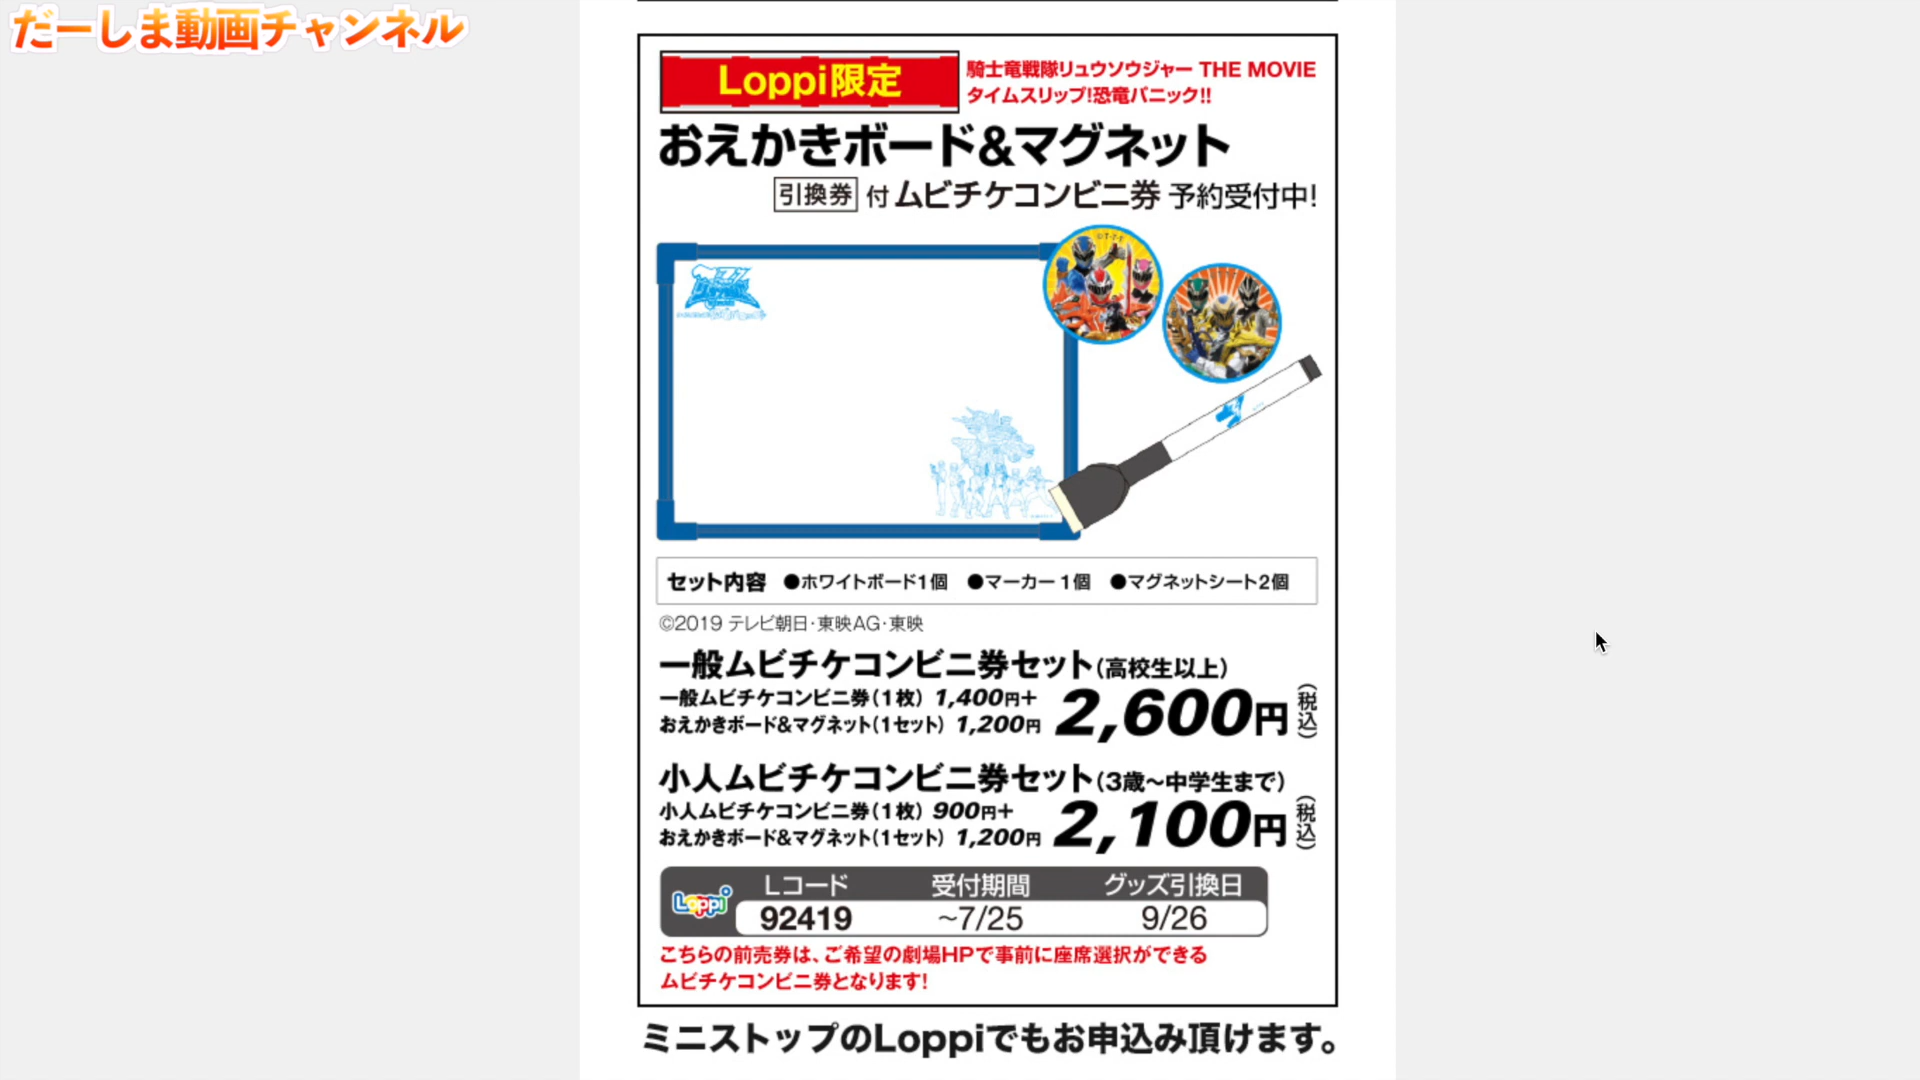 だーしま動画チャンネル
Loppi限定
騎士竜戦隊リュウソウジャー THE MOVIE
タイムスリップ!恐竜パニック!!
おえかきボード&マグネット
引換券 付 ムビチケコンビニ券 予約受付中!
セット内容 ●ホワイトボード1個 ●マーカー1個 ●マグネットシート2個
©2019 テレビ朝日・東映AG・東映
一般ムビチケコンビニ券セット(高校生以上)
一般ムビチケコンビニ券(1枚) 1,400円+
おえかきボード&マグネット(1セット) 1,200円
2,600円(税込)
小人ムビチケコンビニ券セット(3歳~中学生まで)
小人ムビチケコンビニ券(1枚) 900円+
おえかきボード&マグネット(1セット) 1,200円
2,100円(税込)
Loppi Lコード 受付期間 グッズ引換日
92419 ~7/25 9/26
こちらの前売券は、ご希望の劇場HPで事前に座席選択ができる
ムビチケコンビニ券となります!
ミニストップのLoppiでもお申込み頂けます。